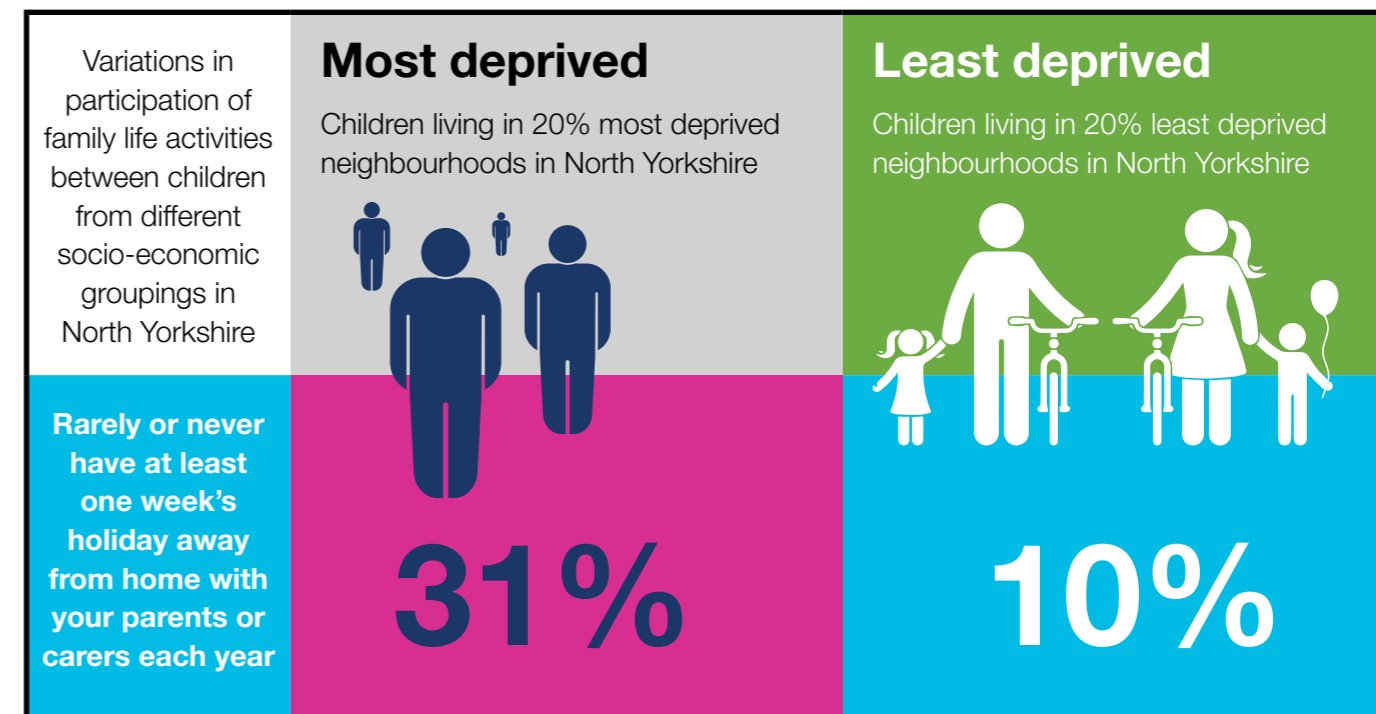 Variations in
participation of
family life activities
between children
from different
socio-economic
groupings in
North Yorkshire
Most deprived
Children living in 20% most deprived
neighbourhoods in North Yorkshire
Least deprived
Children living in 20% least deprived
neighbourhoods in North Yorkshire
Rarely or never
have at least
one week’s
holiday away
from home with
your parents or
carers each year
31%
10%